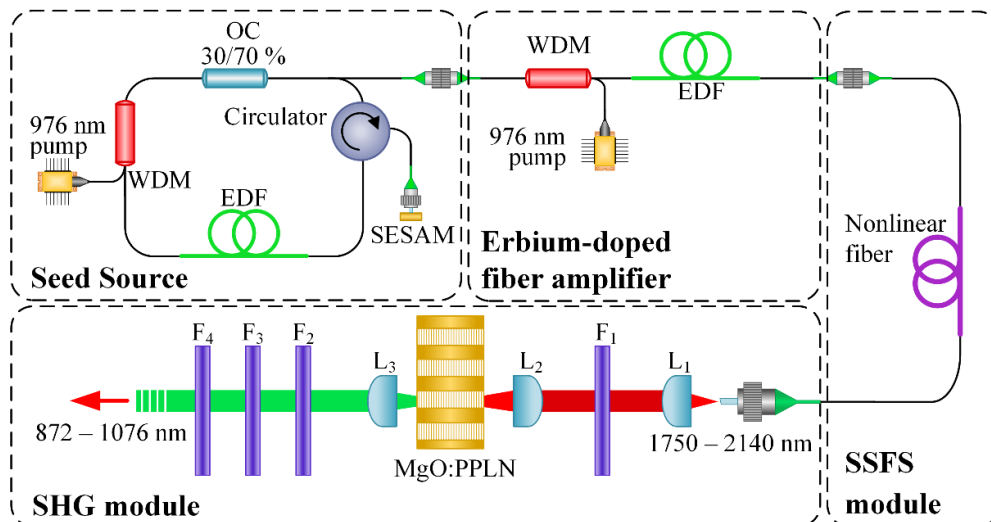 OC
30/70 %
Circulator
976 nm
pump
WDM
EDF
SESAM
Seed Source
WDM
EDF
976 nm
pump
Erbium-doped
fiber amplifier
Nonlinear
fiber
SSFS
module
F4
F3
F2
L3
L2
F1
L1
872 – 1076 nm
MgO:PPLN
1750 – 2140 nm
SHG module